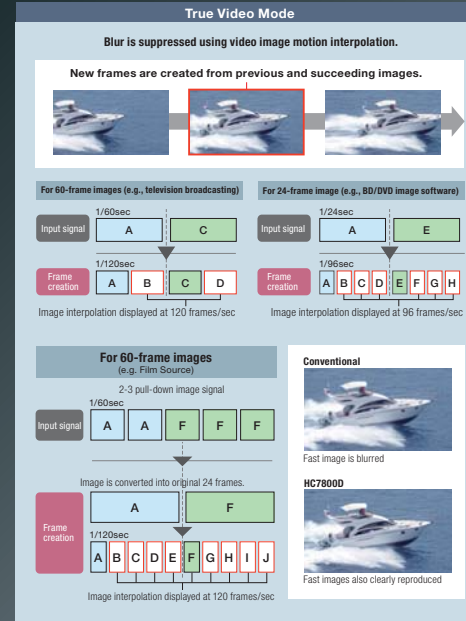 True Video Mode
Blur is suppressed using video image motion interpolation.
New frames are created from previous and succeeding images.
For 60-frame images (e.g., television broadcasting)
1/60sec
Input signal
A C
1/120sec
Frame
creation
A B C D
Image interpolation displayed at 120 frames/sec
For 24-frame image (e.g., BD/DVD image software)
1/24sec
Input signal
A E
1/96sec
Frame
creation
A B C D E F G H
Image interpolation displayed at 96 frames/sec
For 60-frame images
(e.g. Film Source)
2-3 pull-down image signal
1/60sec
Input signal
A A F F F
Image is converted into original 24 frames.
Frame
creation
A F
1/120sec
A B C D E F G H I J
Image interpolation displayed at 120 frames/sec
Conventional
Fast image is blurred
HC7800D
Fast images also clearly reproduced